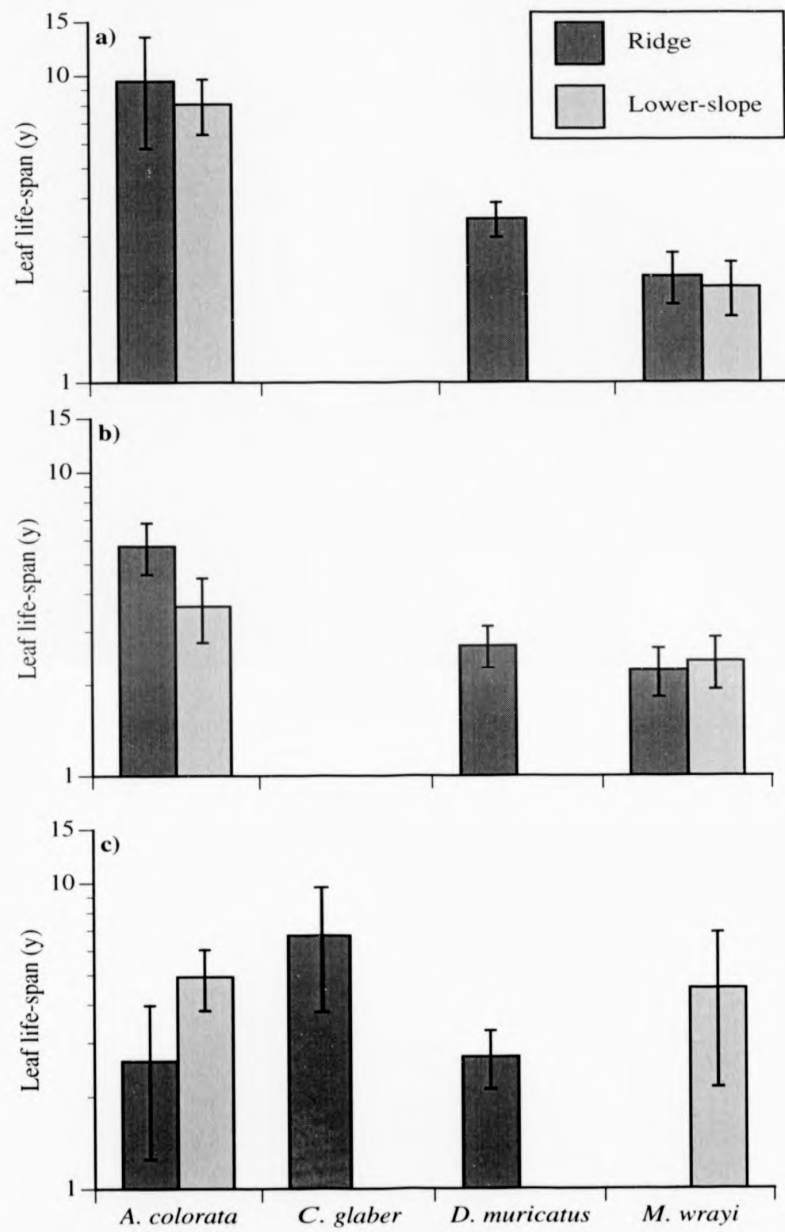 15
a)
Ridge
10
Lower-slope
Leaf life-span (y)
1
15
b)
10
Leaf life-span (y)
1
15
c)
10
Leaf life-span (y)
1
A. colorata C. glaber D. muricatus M. wrayi